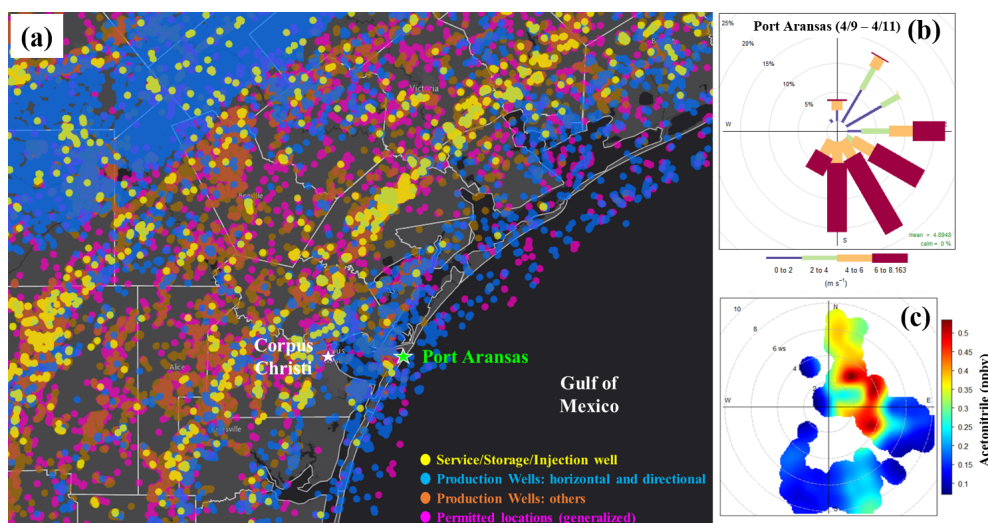 (a)
Victoria
Beeville
Corpus
Christi
Port Aransas
Alice
Gulf of
Mexico
Service/Storage/Injection well
Production Wells: horizontal and directional
Production Wells: others
Permitted locations (generalized)
Port Aransas (4/9 – 4/11)
(b)
25%
20%
15%
10%
5%
W
E
S
mean = 4.8948
calm = 0 %
0 to 2
2 to 4
4 to 6
6 to 8.163
(m s⁻¹)
(c)
10
8
6 ws
4
2
N
W
E
S
0.5
0.45
0.4
0.35
0.3
0.25
0.2
0.15
0.1
Acetonitrile (ppbv)